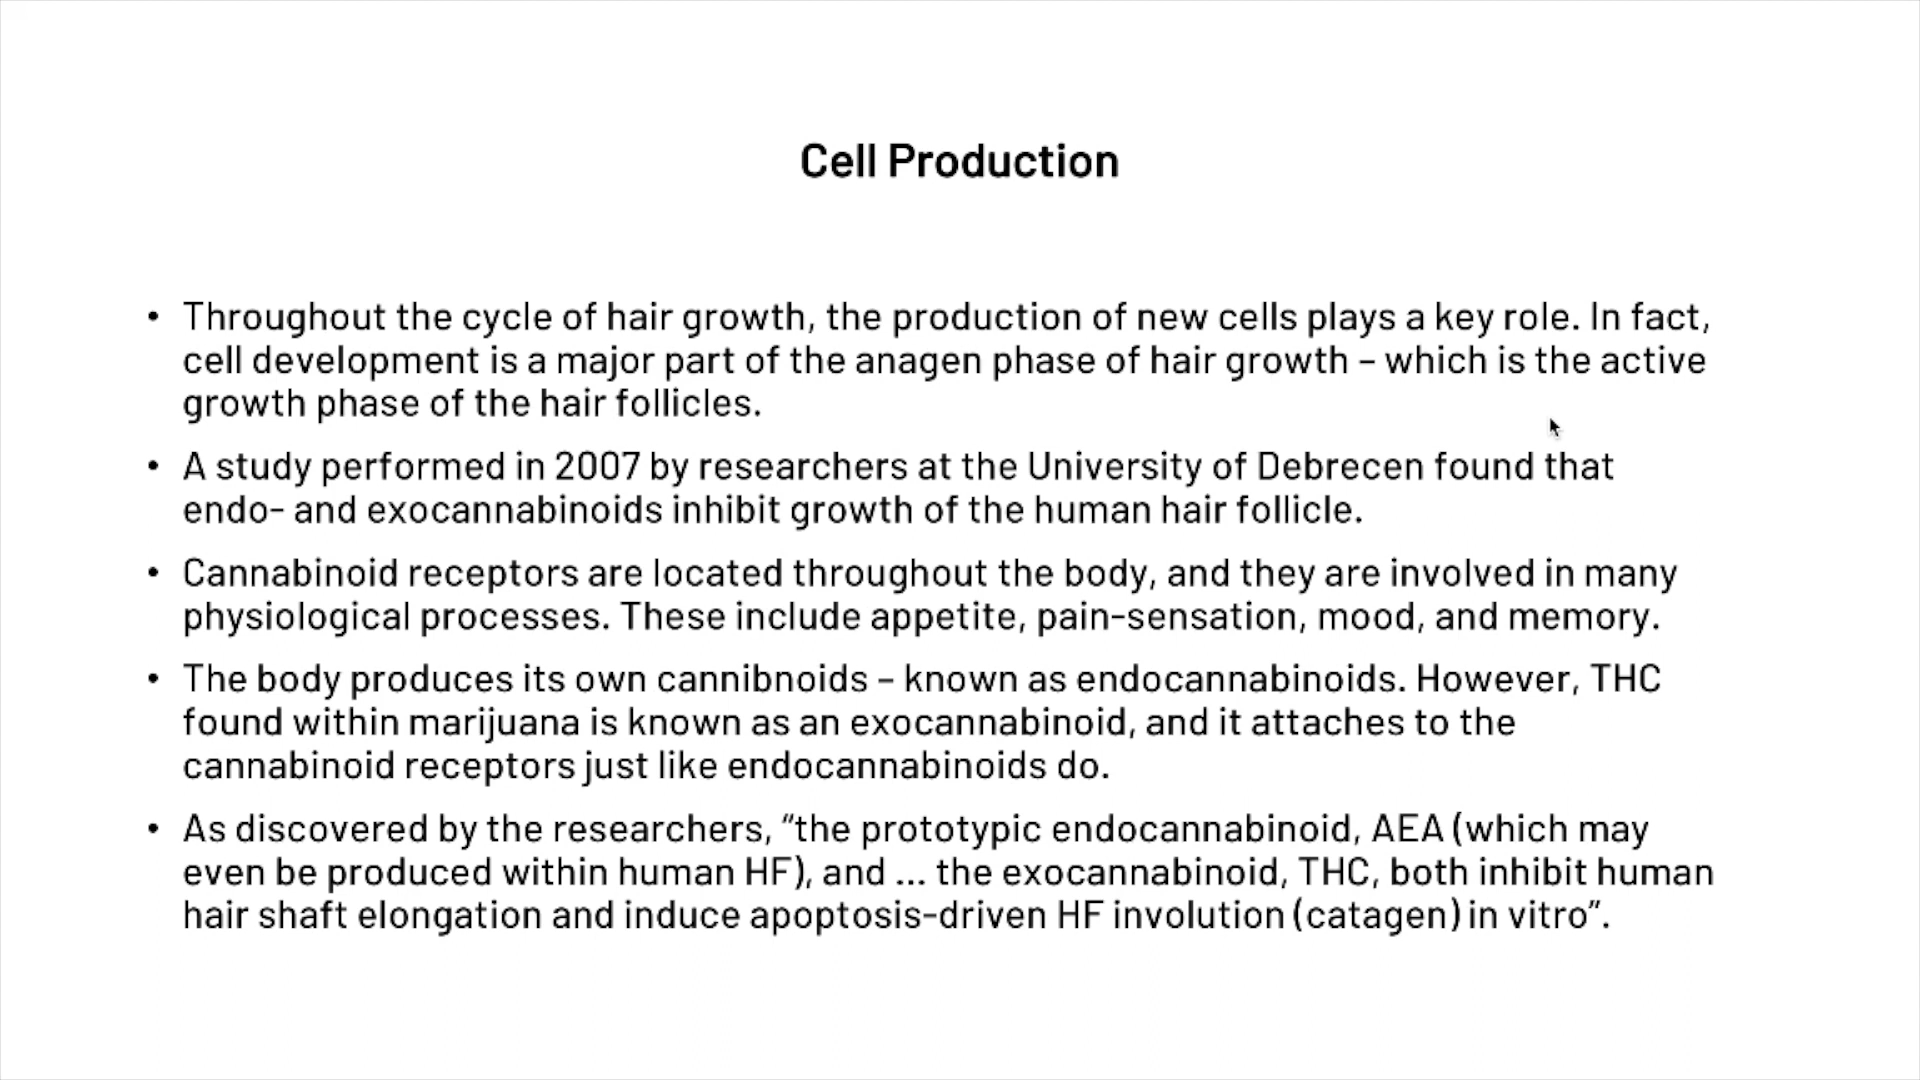 Cell Production
• Throughout the cycle of hair growth, the production of new cells plays a key role. In fact,
cell development is a major part of the anagen phase of hair growth – which is the active
growth phase of the hair follicles.
• A study performed in 2007 by researchers at the University of Debrecen found that
endo- and exocannabinoids inhibit growth of the human hair follicle.
• Cannabinoid receptors are located throughout the body, and they are involved in many
physiological processes. These include appetite, pain-sensation, mood, and memory.
• The body produces its own cannibnoids – known as endocannabinoids. However, THC
found within marijuana is known as an exocannabinoid, and it attaches to the
cannabinoid receptors just like endocannabinoids do.
• As discovered by the researchers, “the prototypic endocannabinoid, AEA (which may
even be produced within human HF), and ... the exocannabinoid, THC, both inhibit human
hair shaft elongation and induce apoptosis-driven HF involution (catagen) in vitro”.